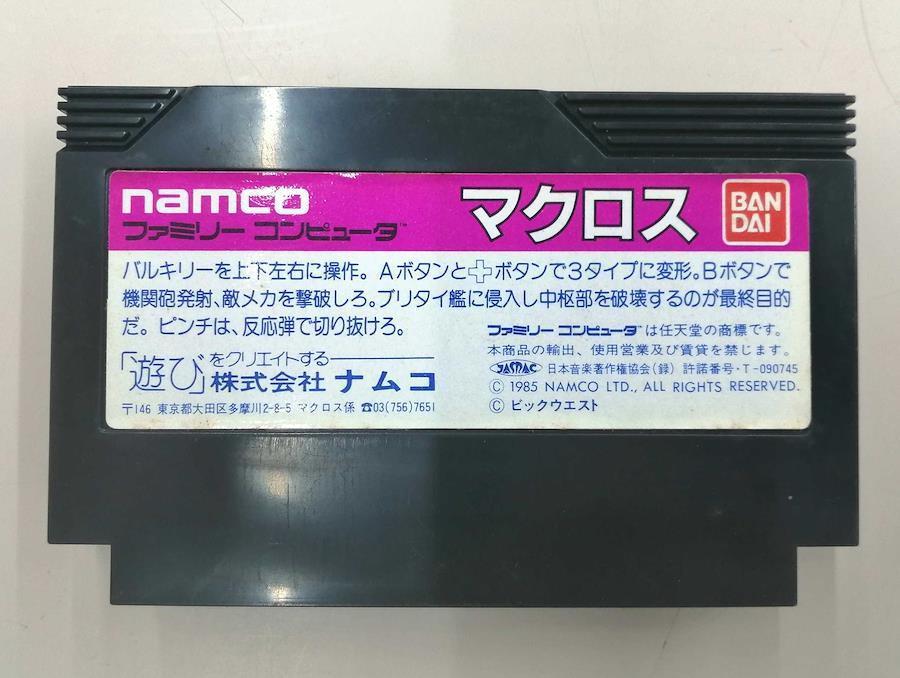 namco
ファミリー コンピュータ™
マクロス
BAN
DAI
バルキリーを上下左右に操作。Aボタンと✚ボタンで3タイプに変形。Bボタンで
機関砲発射、敵メカを撃破しろ。ブリタイ艦に侵入し中枢部を破壊するのが最終目的
だ。ピンチは、反応弾で切り抜けろ。
「遊び」をクリエイトする
株式会社 ナムコ
〒146 東京都大田区多摩川2-8-5 マクロス係 ☎03(756)7651
ファミリー コンピュータ™は任天堂の商標です。
本商品の輸出、使用営業及び賃貸を禁じます。
JASRAC 日本音楽著作権協会(録) 許諾番号・T-090745
© 1985 NAMCO LTD., ALL RIGHTS RESERVED.
© ビックウエスト